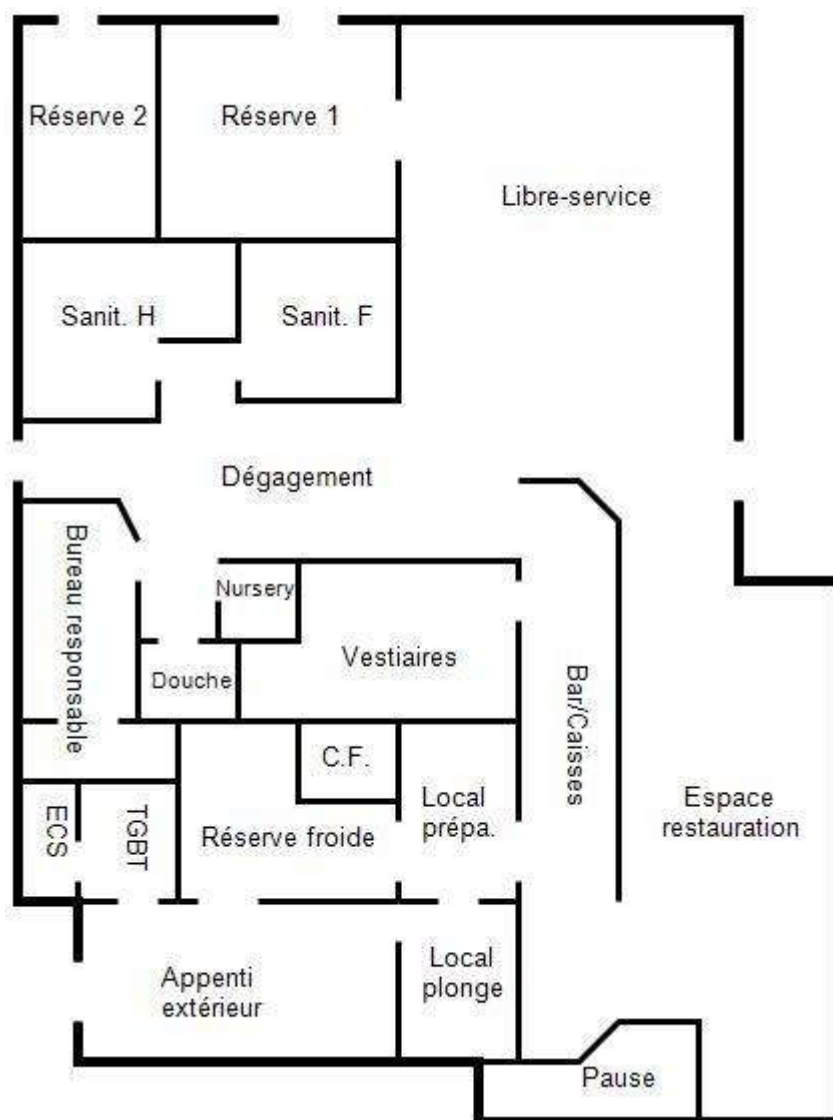 Réserve 2
Réserve 1
Libre-service
Sanit. H
Sanit. F
Dégagement
Bureau responsable
Nursery
Vestiaires
Douche
Bar/Caisses
C.F.
Local
prépa.
Espace
restauration
ECS
TGBT
Réserve froide
Appenti
extérieur
Local
plonge
Pause